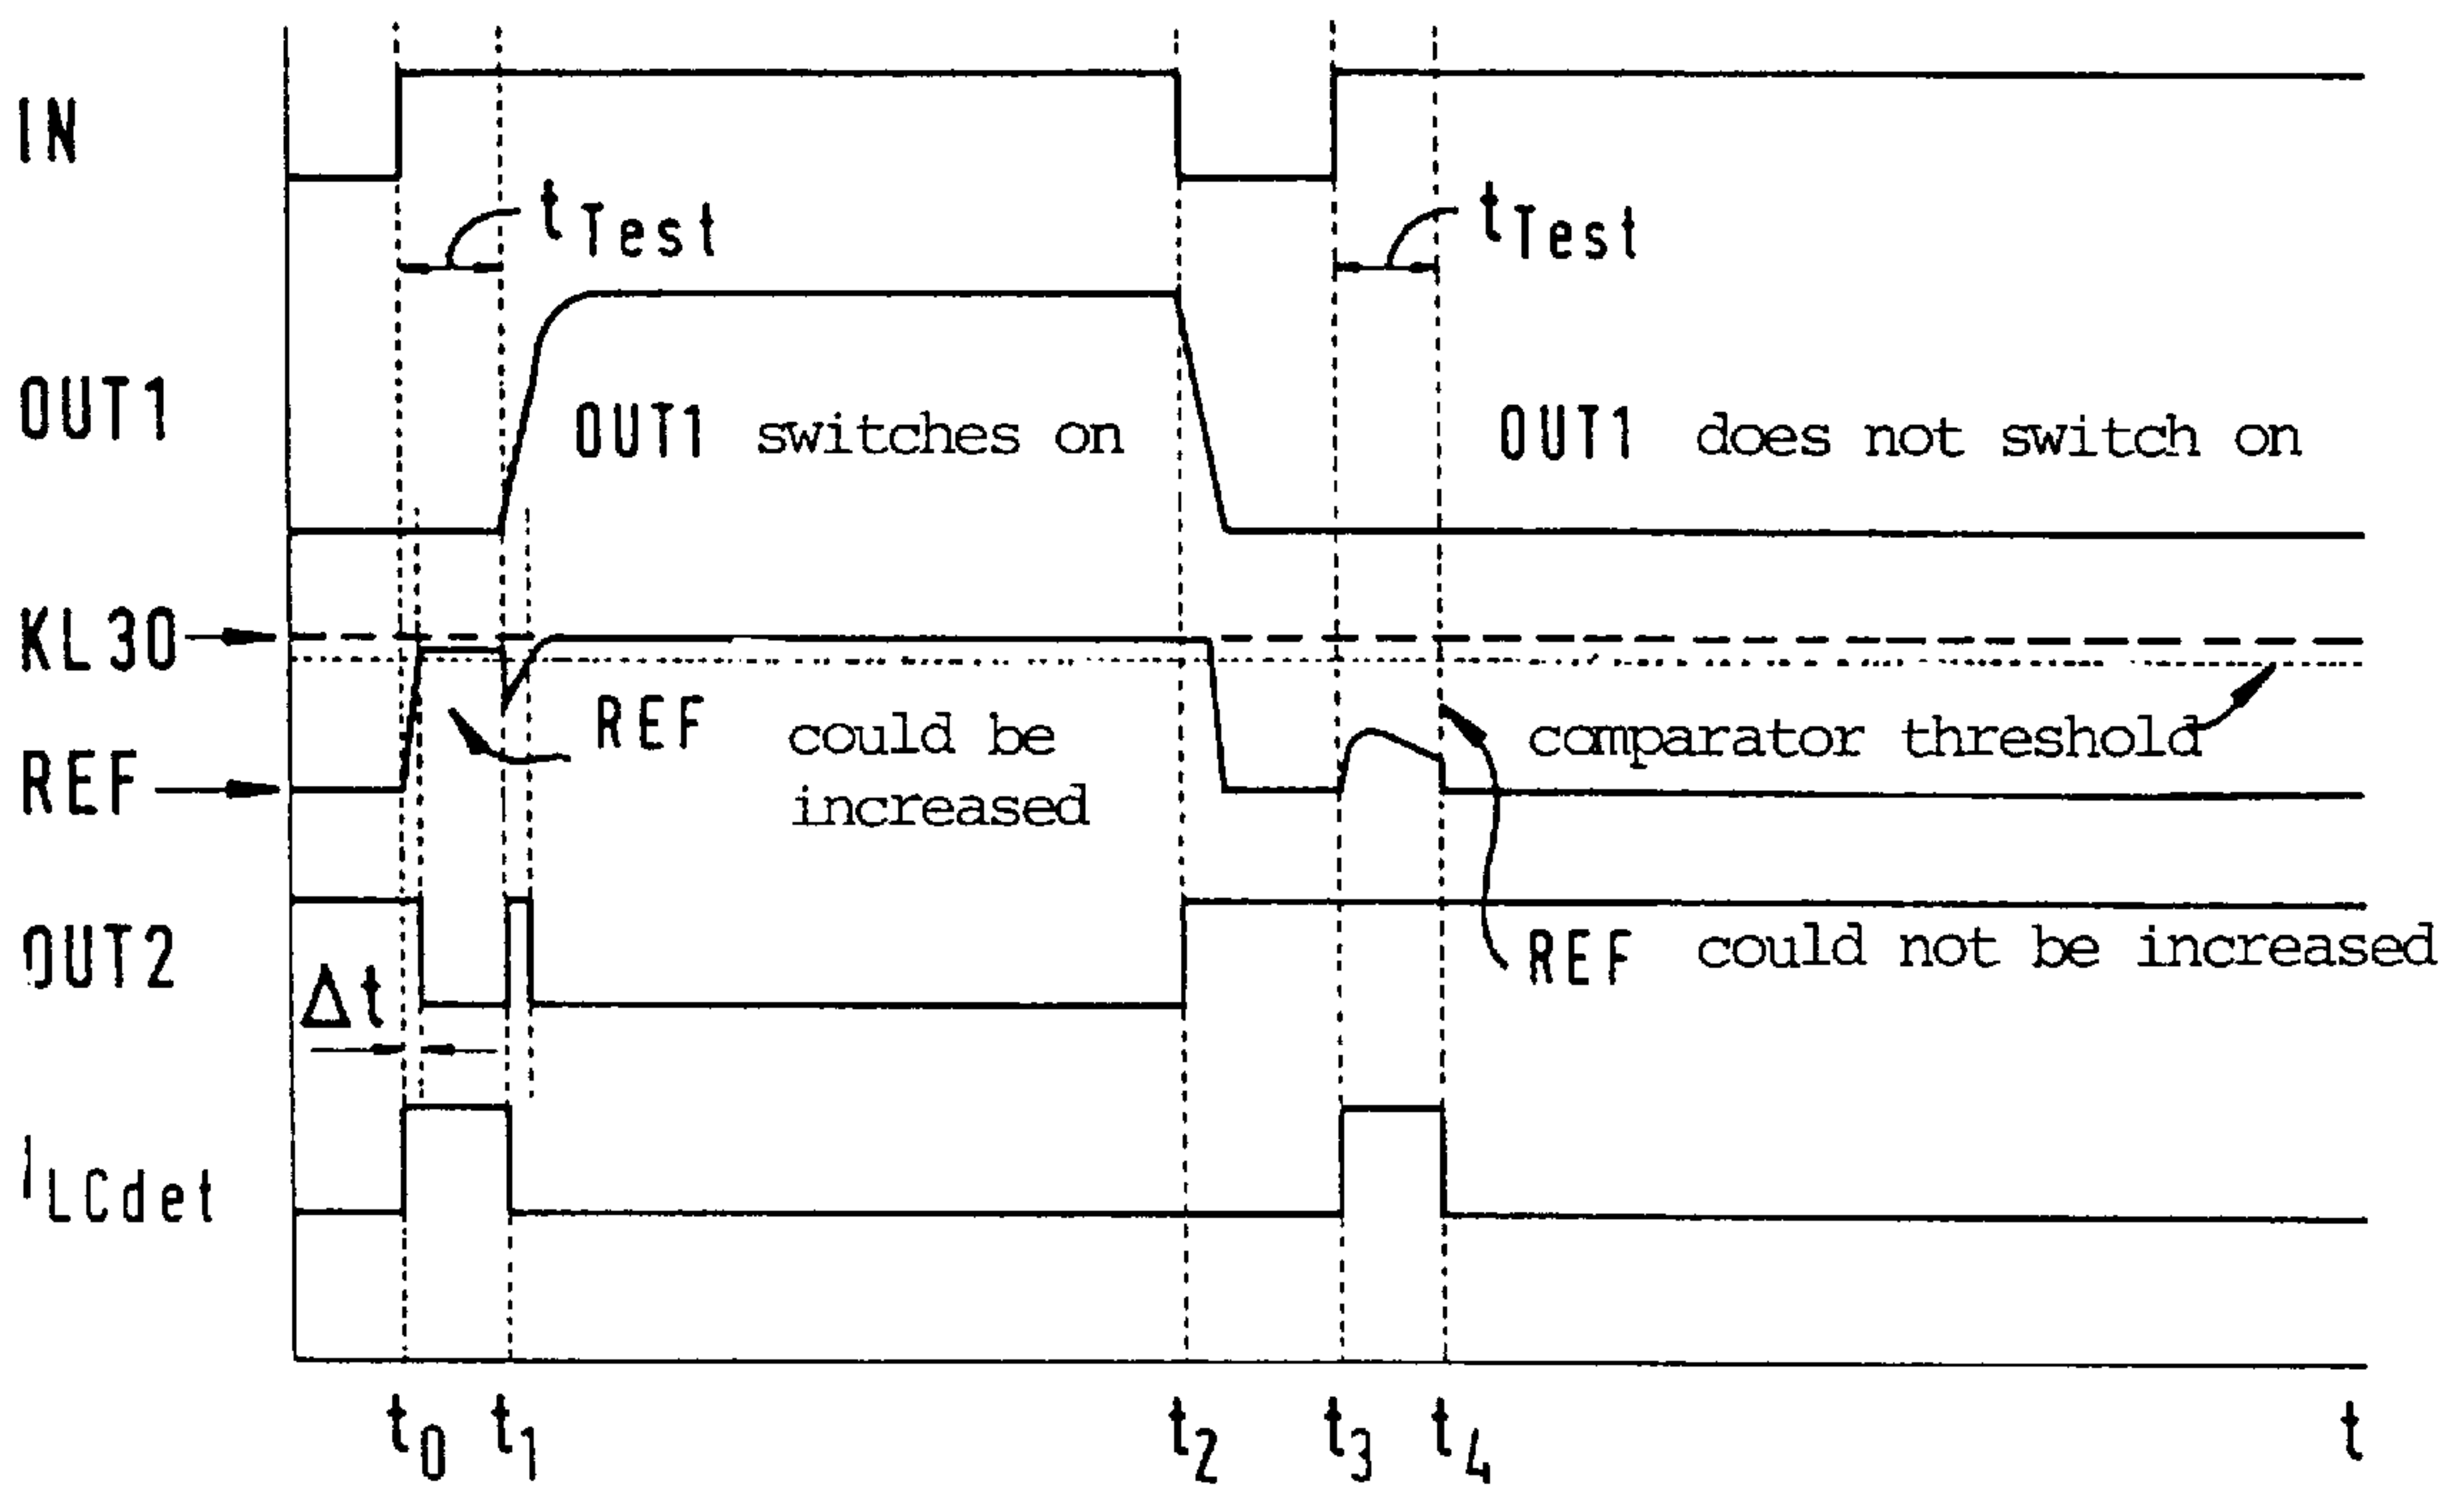 IN
tTest
tTest
OUT1
OUT1 switches on
OUT1 does not switch on
KL30
REF
REF could be
increased
comparator threshold
OUT2
REF could not be increased
Δt
ILCdet
t0
t1
t2
t3
t4
t